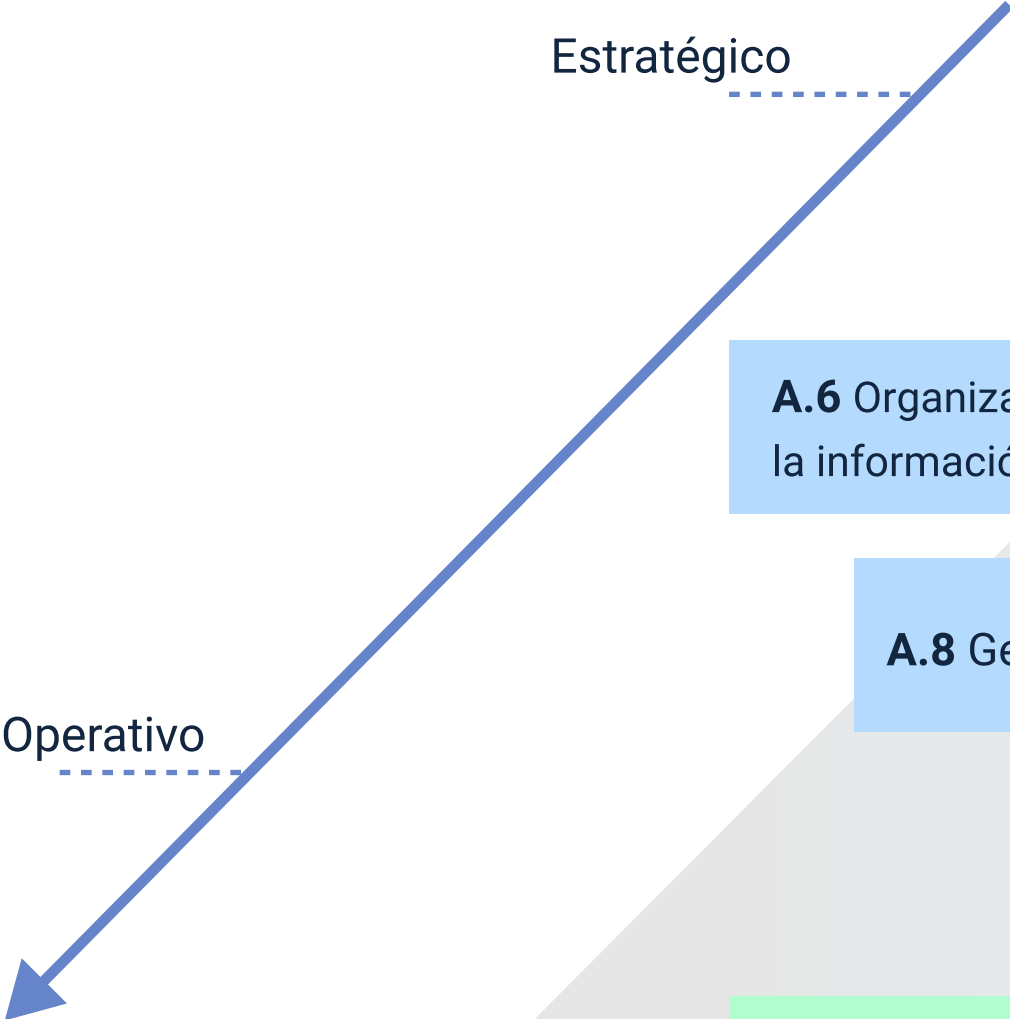 Estratégico
A.6 Organiza
la informació
A.8 Ge
Operativo